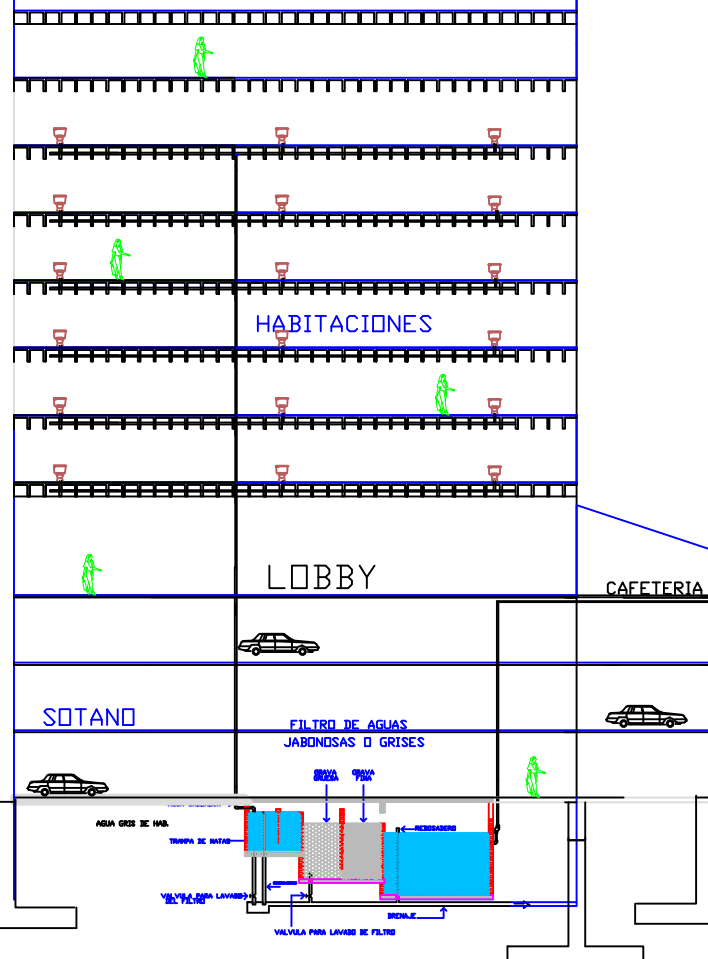 HABITACIONES
LOBBY
CAFETERIA
SOTANO
FILTRO DE AGUAS
JABONOSAS O GRISES
GRAVA
GRUESA
GRAVA
FINA
AGUA GRIS DE HAB.
REBOSADERO
TRAMPA DE NATAS
VALVULA PARA LAVADO
DEL FILTRO
DRENAJE
VALVULA PARA LAVADO DE FILTRO